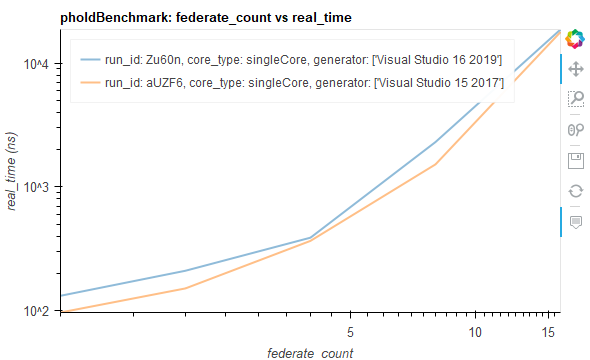 pholdBenchmark: federate_count vs real_time
run_id: Zu60n, core_type: singleCore, generator: ['Visual Studio 16 2019']
run_id: aUZF6, core_type: singleCore, generator: ['Visual Studio 15 2017']
10^4
10^3
10^2
real_time (ns)
5
10
15
federate_count